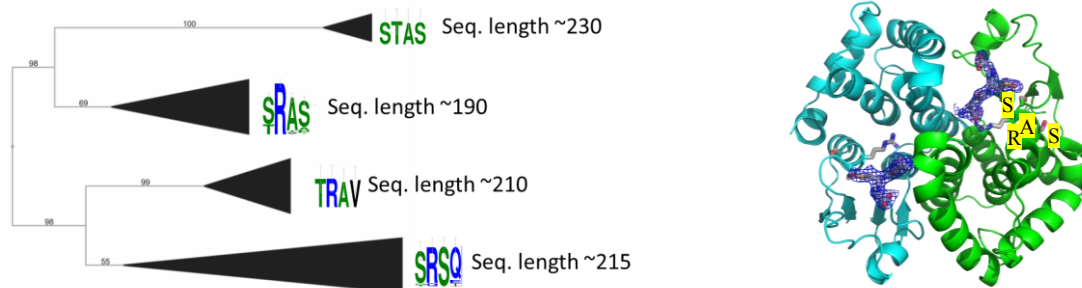 100
STAS Seq. length ~230
98
69
SRAS Seq. length ~190
99
TRAV Seq. length ~210
98
55
SRSQ Seq. length ~215
S
R A S